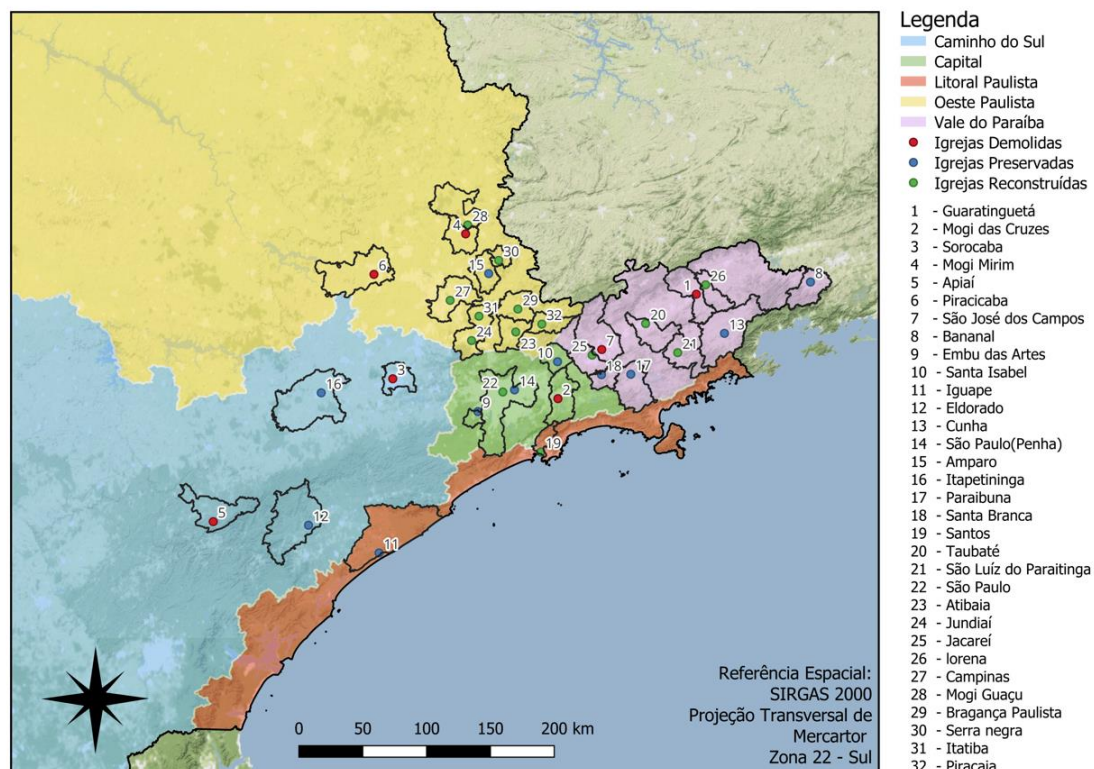 Legenda
Caminho do Sul
Capital
Litoral Paulista
Oeste Paulista
Vale do Paraíba
Igrejas Demolidas
Igrejas Preservadas
Igrejas Reconstruídas
1 - Guaratinguetá
2 - Mogi das Cruzes
3 - Sorocaba
4 - Mogi Mirim
5 - Apiaí
6 - Piracicaba
7 - São José dos Campos
8 - Bananal
9 - Embu das Artes
10 - Santa Isabel
11 - Iguape
12 - Eldorado
13 - Cunha
14 - São Paulo(Penha)
15 - Amparo
16 - Itapetininga
17 - Paraibuna
18 - Santa Branca
19 - Santos
20 - Taubaté
21 - São Luíz do Paraitinga
22 - São Paulo
23 - Atibaia
24 - Jundiaí
25 - Jacareí
26 - lorena
27 - Campinas
28 - Mogi Guaçu
29 - Bragança Paulista
30 - Serra negra
31 - Itatiba
32 - Piracaia
28
4
30
15
6
27
29
31
32
24
23
26
1
8
20
13
7
25
21
10
18
17
3
16
22
14
2
9
19
5
12
11
Referência Espacial:
SIRGAS 2000
Projeção Transversal de
Mercartor
Zona 22 - Sul
0 50 100 150 200 km